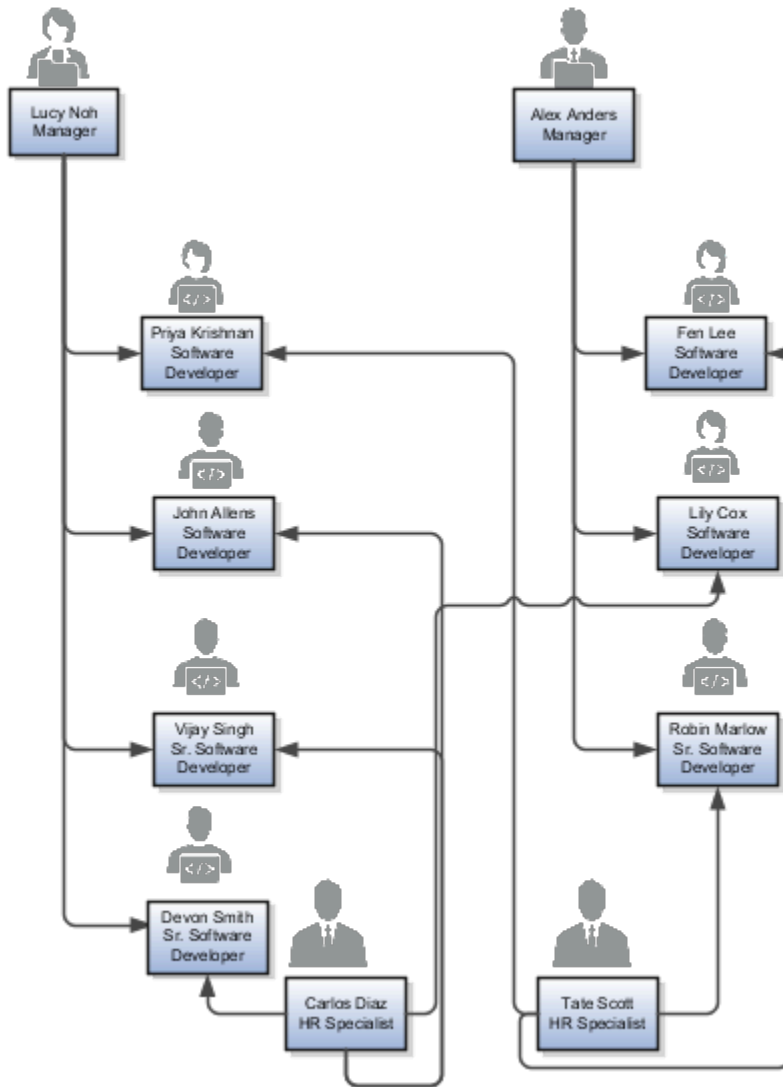 Lucy Noh
Manager
Alex Anders
Manager
</>
</>
Priya Krishnan
Software
Developer
Fen Lee
Software
Developer
</>
</>
John Allens
Software
Developer
Lily Cox
Software
Developer
</>
</>
Vijay Singh
Sr. Software
Developer
Robin Marlow
Sr. Software
Developer
</>
Devon Smith
Sr. Software
Developer
Carlos Diaz
HR Specialist
Tate Scott
HR Specialist